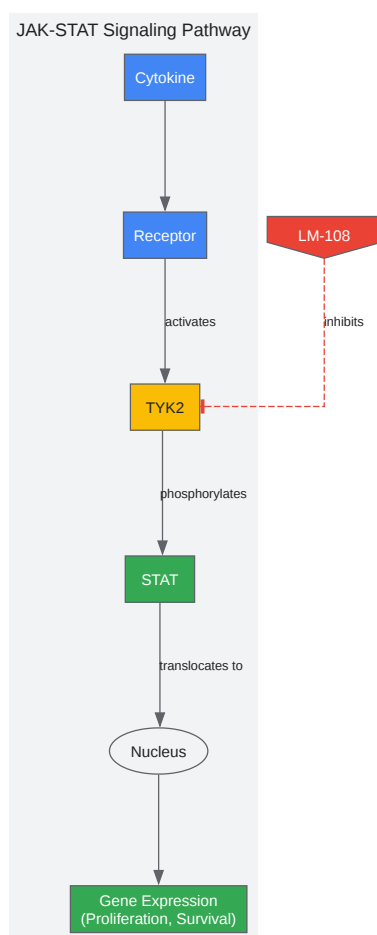 JAK-STAT Signaling Pathway
Cytokine
Receptor
LM-108
activates
inhibits
TYK2
phosphorylates
STAT
translocates to
Nucleus
Gene Expression
(Proliferation, Survival)